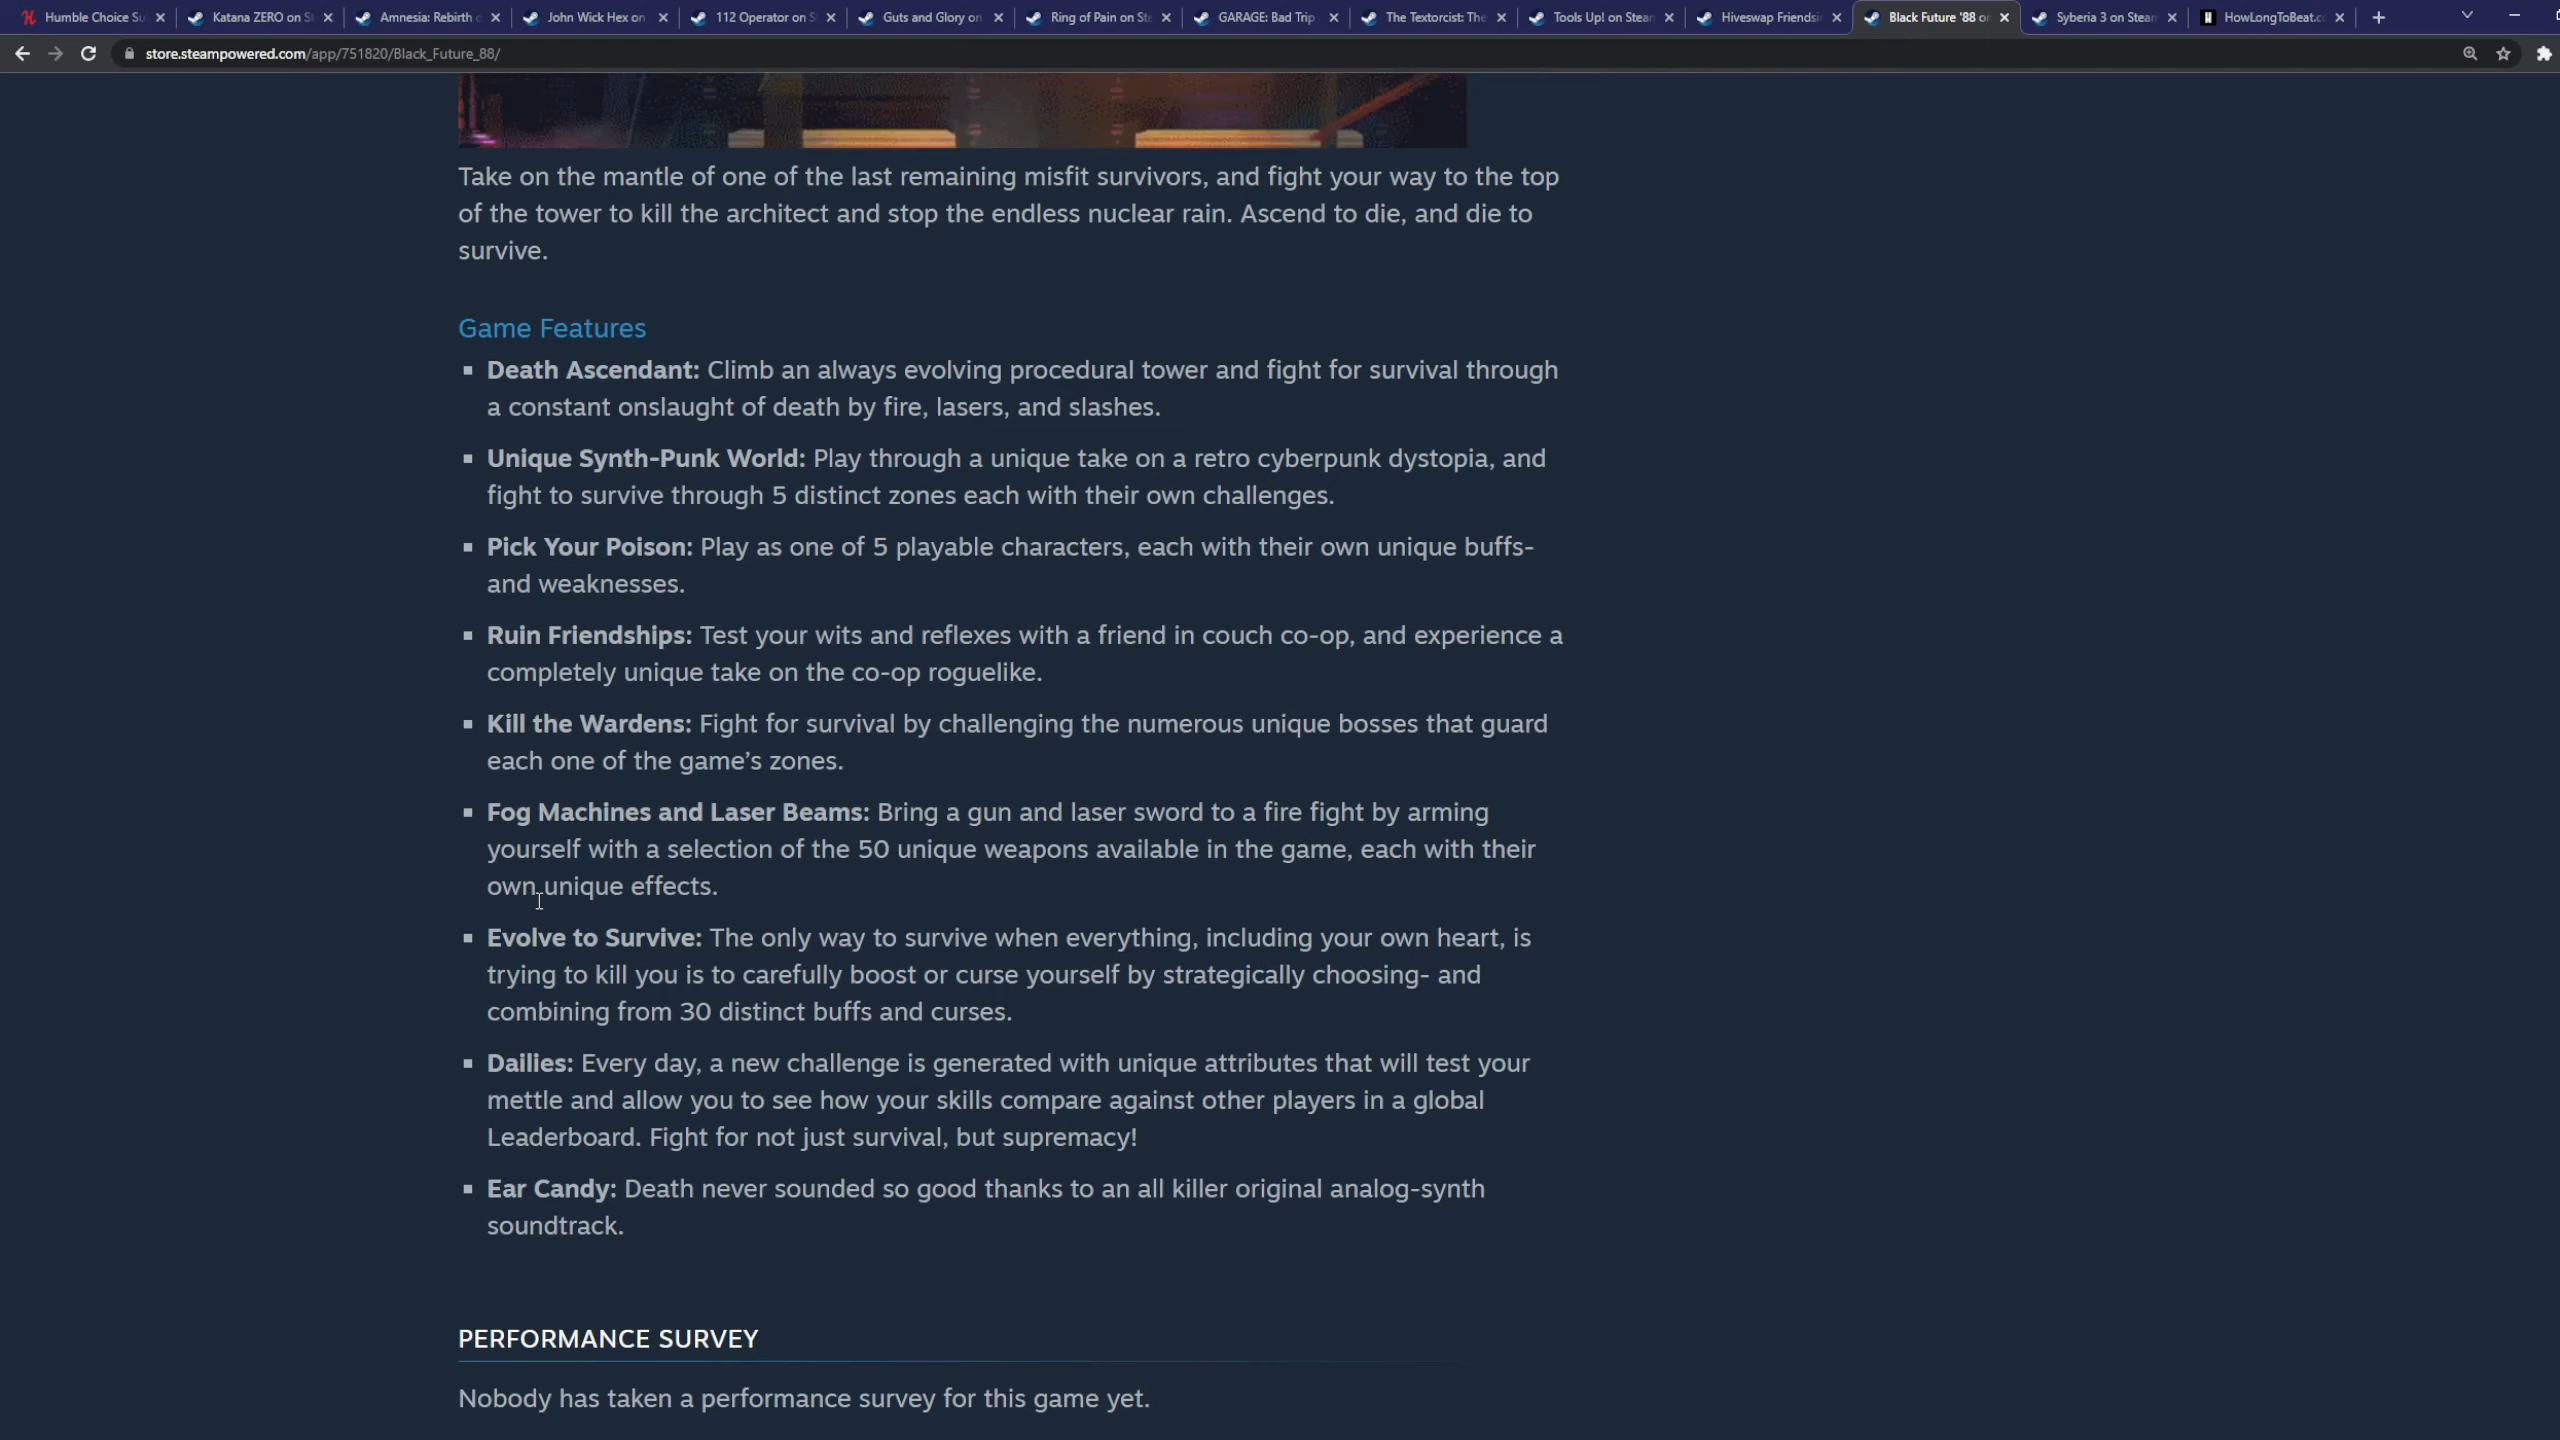 Humble Choice Su
Katana ZERO on S
Amnesia: Rebirth o
John Wick Hex on
112 Operator on S
Guts and Glory on
Ring of Pain on Ste
GARAGE: Bad Trip
The Textorcist: The
Tools Up! on Stean
Hiveswap Friendsi
Black Future '88 o
Syberia 3 on Stean
HowLongToBeat.c
store.steampowered.com/app/751820/Black_Future_88/
Take on the mantle of one of the last remaining misfit survivors, and fight your way to the top
of the tower to kill the architect and stop the endless nuclear rain. Ascend to die, and die to
survive.
Game Features
Death Ascendant: Climb an always evolving procedural tower and fight for survival through
a constant onslaught of death by fire, lasers, and slashes.
Unique Synth-Punk World: Play through a unique take on a retro cyberpunk dystopia, and
fight to survive through 5 distinct zones each with their own challenges.
Pick Your Poison: Play as one of 5 playable characters, each with their own unique buffs-
and weaknesses.
Ruin Friendships: Test your wits and reflexes with a friend in couch co-op, and experience a
completely unique take on the co-op roguelike.
Kill the Wardens: Fight for survival by challenging the numerous unique bosses that guard
each one of the game’s zones.
Fog Machines and Laser Beams: Bring a gun and laser sword to a fire fight by arming
yourself with a selection of the 50 unique weapons available in the game, each with their
own unique effects.
Evolve to Survive: The only way to survive when everything, including your own heart, is
trying to kill you is to carefully boost or curse yourself by strategically choosing- and
combining from 30 distinct buffs and curses.
Dailies: Every day, a new challenge is generated with unique attributes that will test your
mettle and allow you to see how your skills compare against other players in a global
Leaderboard. Fight for not just survival, but supremacy!
Ear Candy: Death never sounded so good thanks to an all killer original analog-synth
soundtrack.
PERFORMANCE SURVEY
Nobody has taken a performance survey for this game yet.